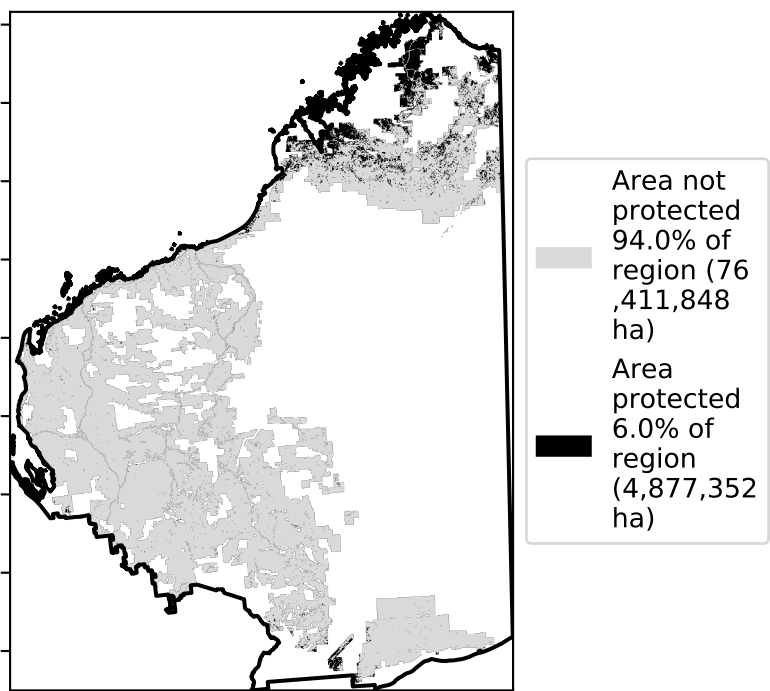 Area not
protected
94.0% of
region (76
,411,848
ha)
Area
protected
6.0% of
region
(4,877,352
ha)